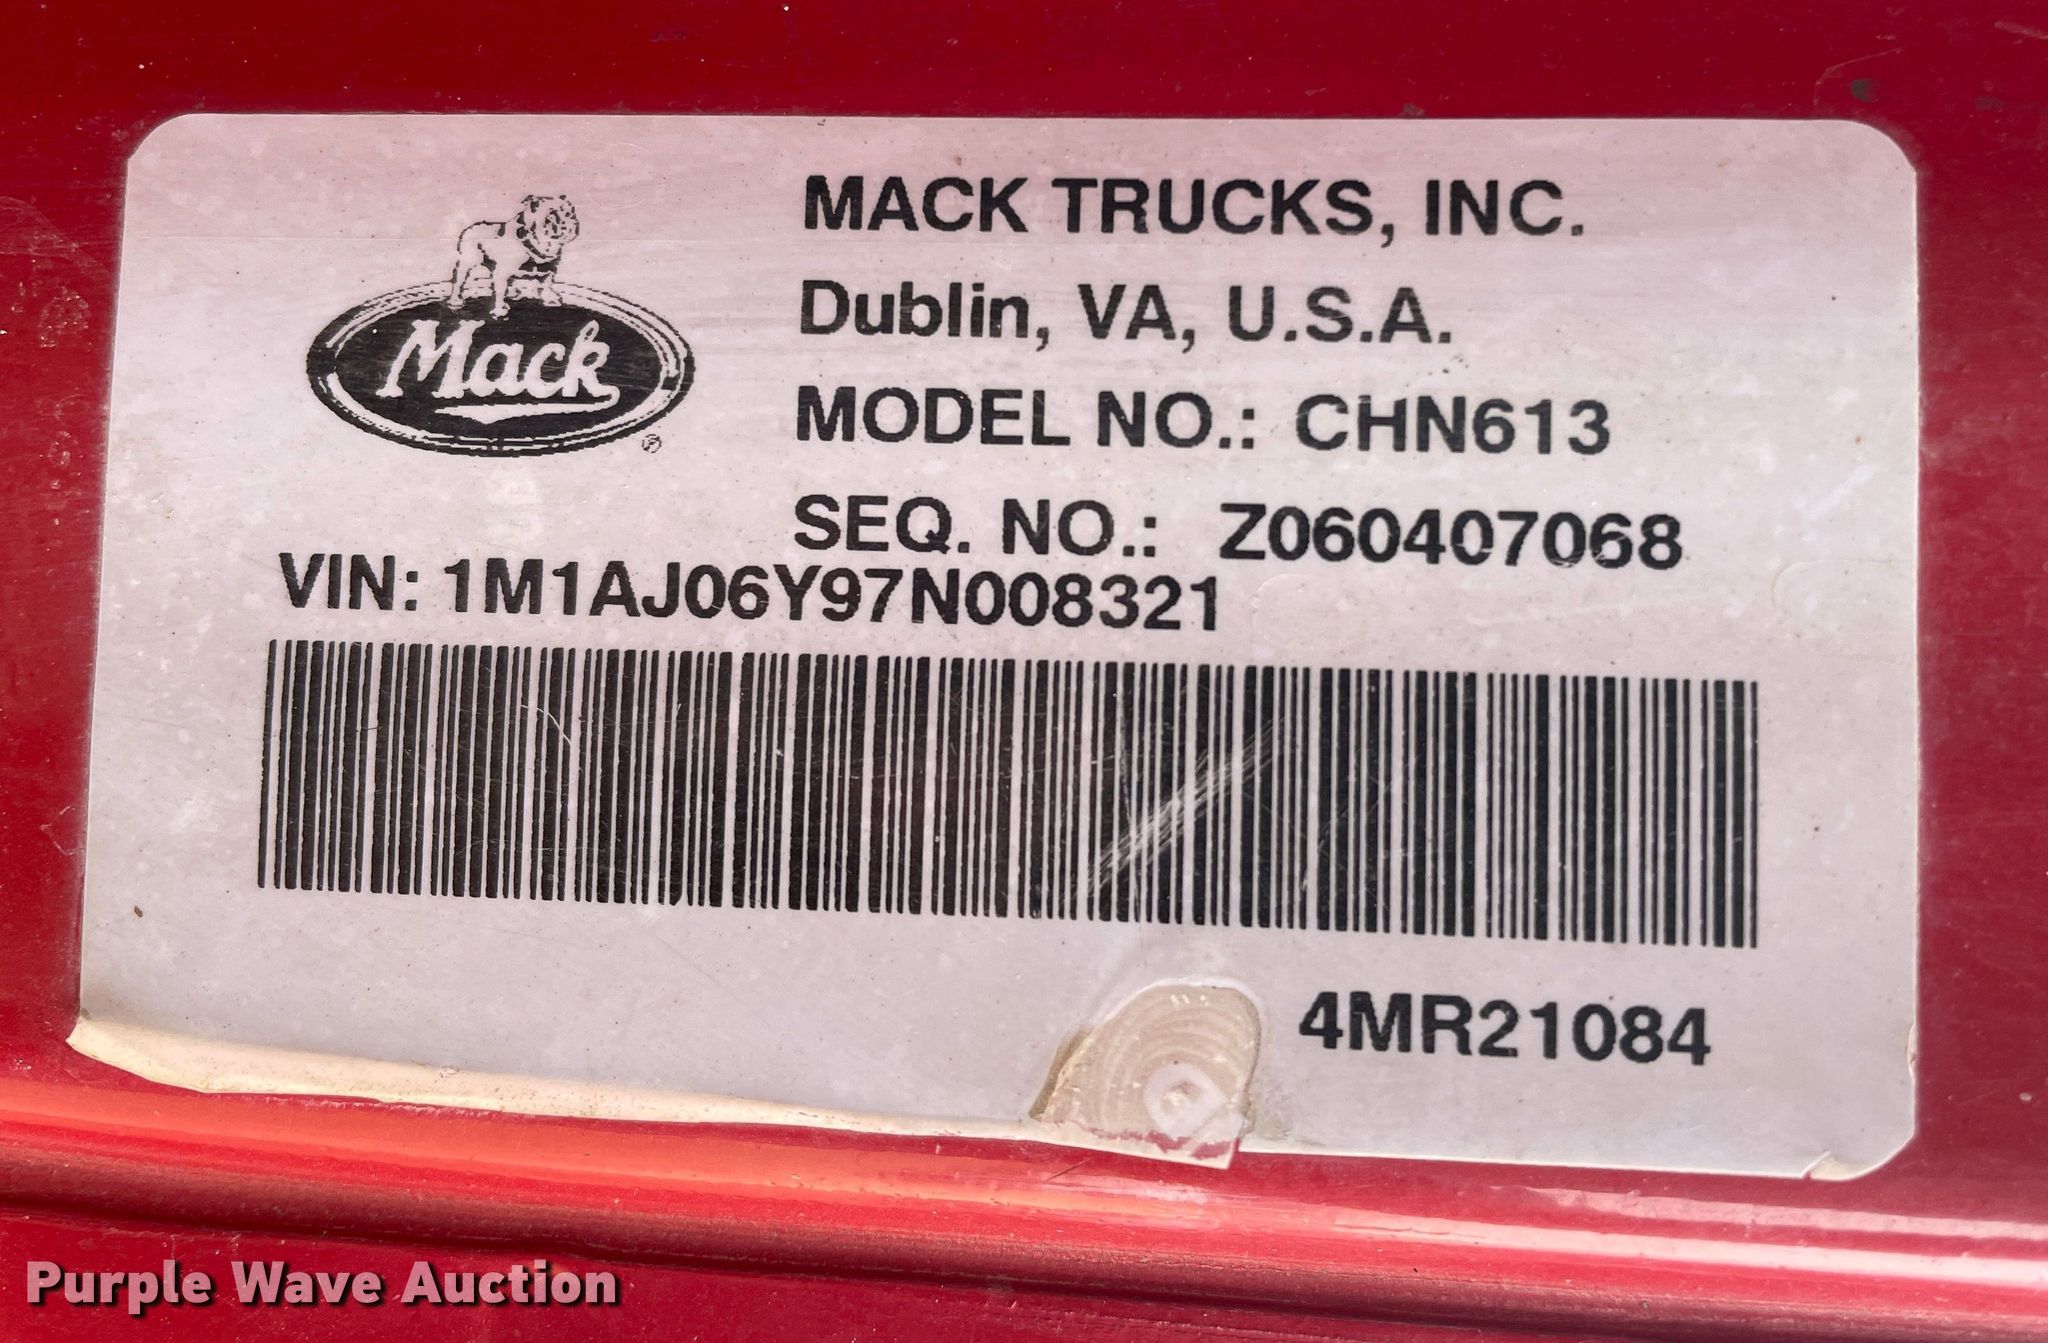 MACK TRUCKS, INC.
Dublin, VA, U.S.A.
Mack
®
MODEL NO.: CHN613
SEQ. NO.: Z060407068
VIN: 1M1AJ06Y97N008321
4MR21084
Purple Wave Auction